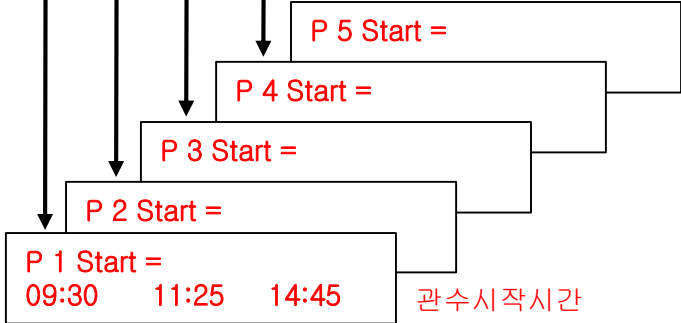 P 5 Start =
P 4 Start =
P 3 Start =
P 2 Start =
P 1 Start =
09:30 11:25 14:45
관수시작시간